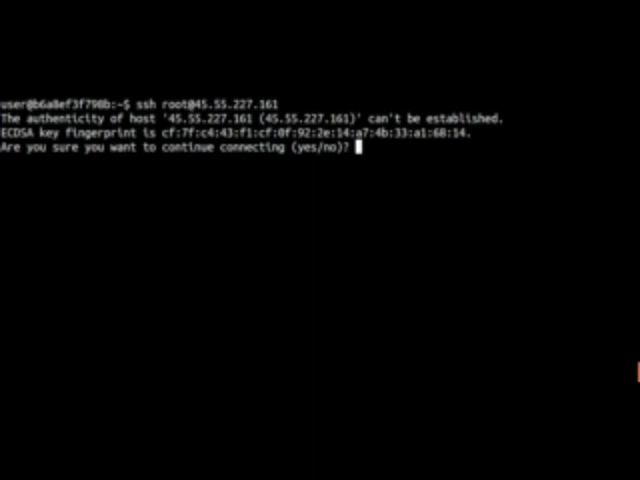 user@b6a8ef3f798b:~$ ssh root@45.55.227.161
The authenticity of host '45.55.227.161 (45.55.227.161)' can't be established.
ECDSA key fingerprint is cf:7f:c4:43:f1:cf:0f:92:2e:14:a7:4b:33:a1:68:14.
Are you sure you want to continue connecting (yes/no)?